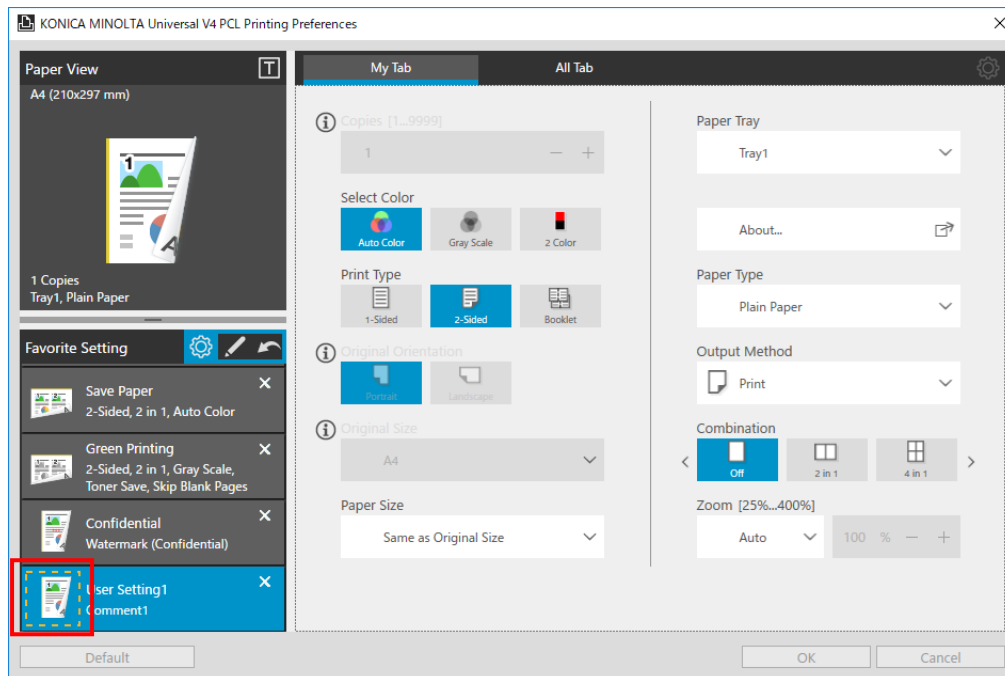 KONICA MINOLTA Universal V4 PCL Printing Preferences
Paper View
T
A4 (210x297 mm)
1
A
1 Copies
Tray1, Plain Paper
Favorite Setting
Save Paper
2-Sided, 2 in 1, Auto Color
Green Printing
2-Sided, 2 in 1, Gray Scale,
Toner Save, Skip Blank Pages
Confidential
Watermark (Confidential)
User Setting1
Comment1
Default
My Tab
All Tab
Copies [1...9999]
1
Select Color
Auto Color
Gray Scale
2 Color
Print Type
1-Sided
2-Sided
Booklet
Original Orientation
Portrait
Landscape
Original Size
A4
Paper Size
Same as Original Size
Paper Tray
Tray1
About...
Paper Type
Plain Paper
Output Method
Print
Combination
Off
2 in 1
4 in 1
Zoom [25%...400%]
Auto
100 %
OK
Cancel